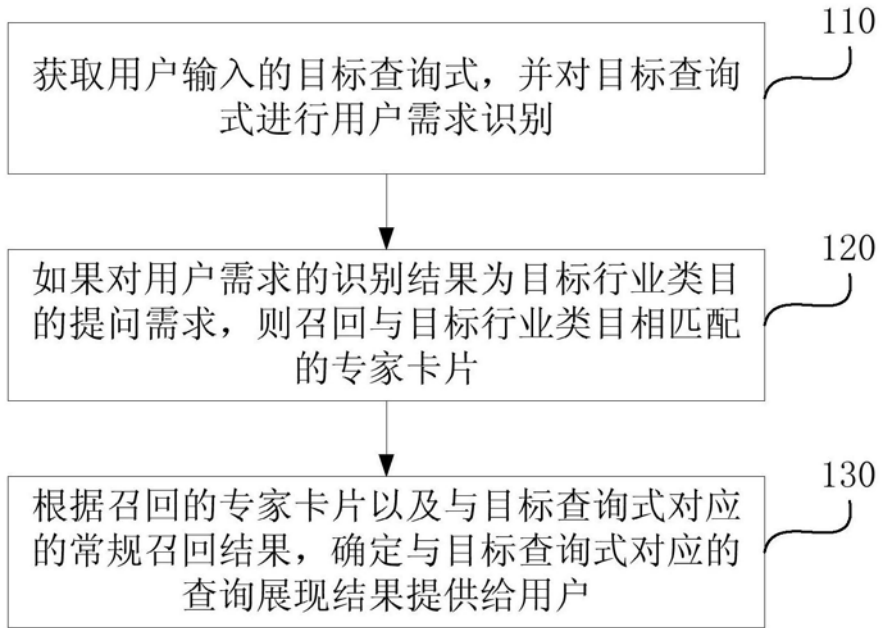 110
获取用户输入的目标查询式，并对目标查询
式进行用户需求识别
120
如果对用户需求的识别结果为目标行业类目
的提问需求，则召回与目标行业类目相匹配
的专家卡片
130
根据召回的专家卡片以及与目标查询式对应
的常规召回结果，确定与目标查询式对应的
查询展现结果提供给用户